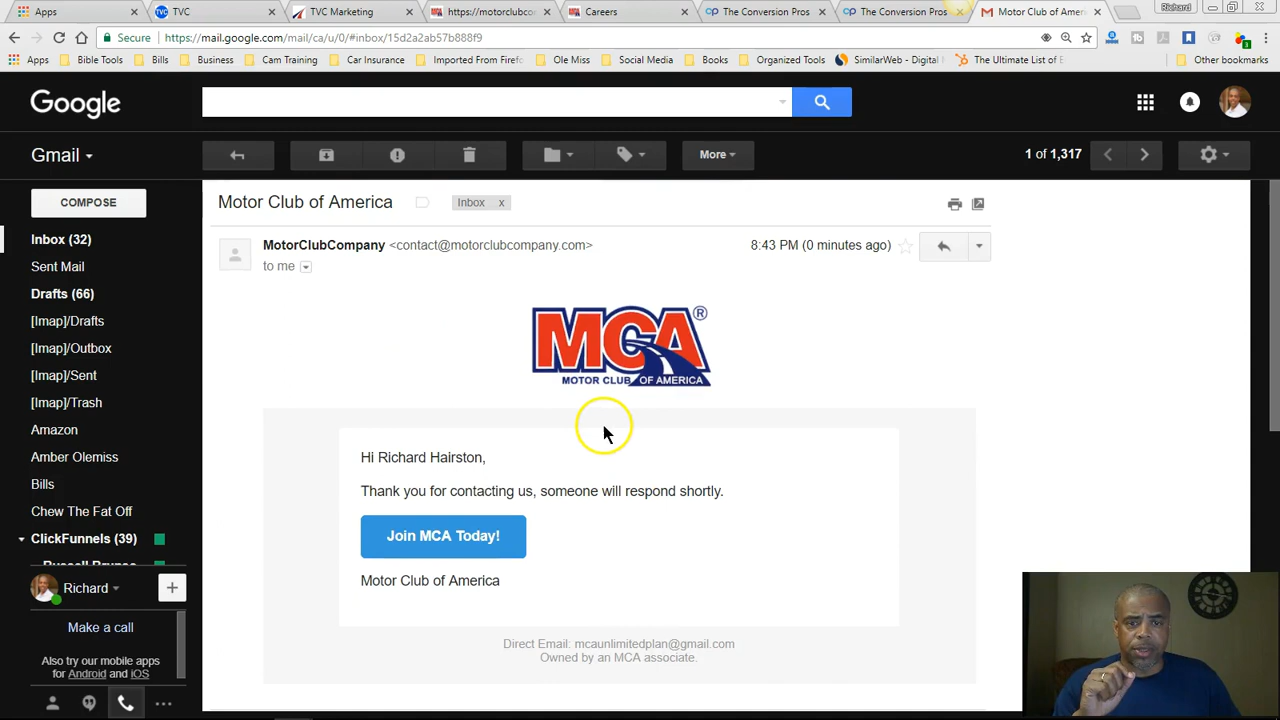 Apps
TVC
TVC Marketing
https://motorclubco
Careers
The Conversion Pros
The Conversion Pros
Motor Club of Ameri
Richard
Secure
https://mail.google.com/mail/ca/u/0/#inbox/15d2a2ab57b888f9
Apps
Bible Tools
Bills
Business
Cam Training
Car Insurance
Imported From Firef
Ole Miss
Social Media
Books
Organized Tools
SimilarWeb - Digital
The Ultimate List of E
Other bookmarks
Google
Gmail
More
1 of 1,317
COMPOSE
Motor Club of America
Inbox x
Inbox (32)
Sent Mail
Drafts (66)
[Imap]/Drafts
[Imap]/Outbox
[Imap]/Sent
[Imap]/Trash
Amazon
Amber Olemiss
Bills
Chew The Fat Off
ClickFunnels (39)
Richard
Make a call
Also try our mobile apps
for Android and iOS
MotorClubCompany <contact@motorclubcompany.com>
8:43 PM (0 minutes ago)
to me
MCA®
MOTOR CLUB OF AMERICA
Hi Richard Hairston,
Thank you for contacting us, someone will respond shortly.
Join MCA Today!
Motor Club of America
Direct Email: mcaunlimitedplan@gmail.com
Owned by an MCA associate.